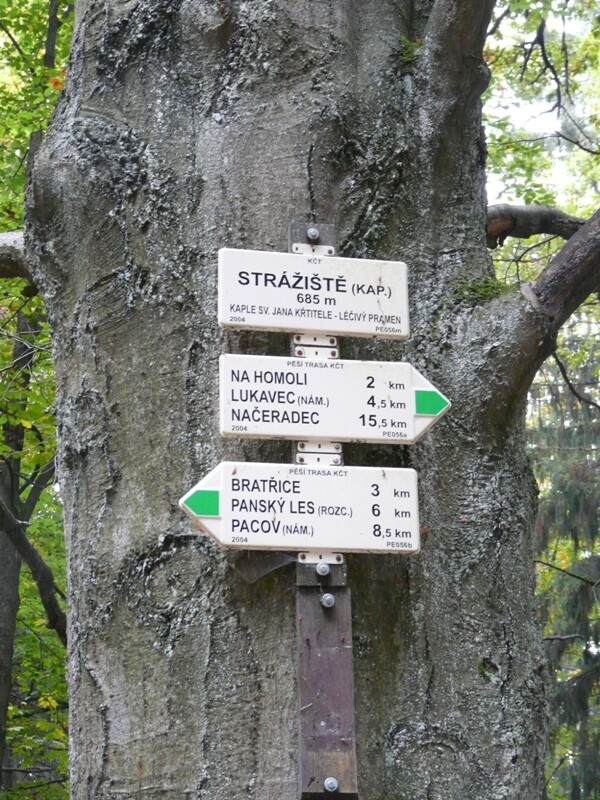 KČT
STRÁŽIŠTĚ (KAP.)
685 m
KAPLE SV. JANA KŘTITELE - LÉČIVÝ PRAMEN
2004 PE056m
PĚŠÍ TRASA KČT
NA HOMOLI 2 km
LUKAVEC (NÁM.) 4,5 km
NAČERADEC 15,5 km
2004 PE056a
PĚŠÍ TRASA KČT
BRATŘICE 3 km
PANSKÝ LES (ROZC.) 6 km
PACOV (NÁM.) 8,5 km
2004 PE056b